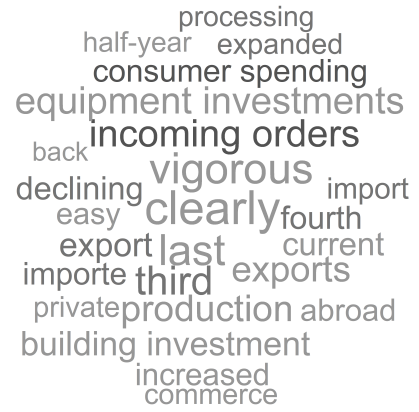 processing
half-year expanded
consumer spending
equipment investments
incoming orders
back vigorous
declining import
easy clearly fourth
export last current
importe third exports
private production abroad
building investment
increased
commerce